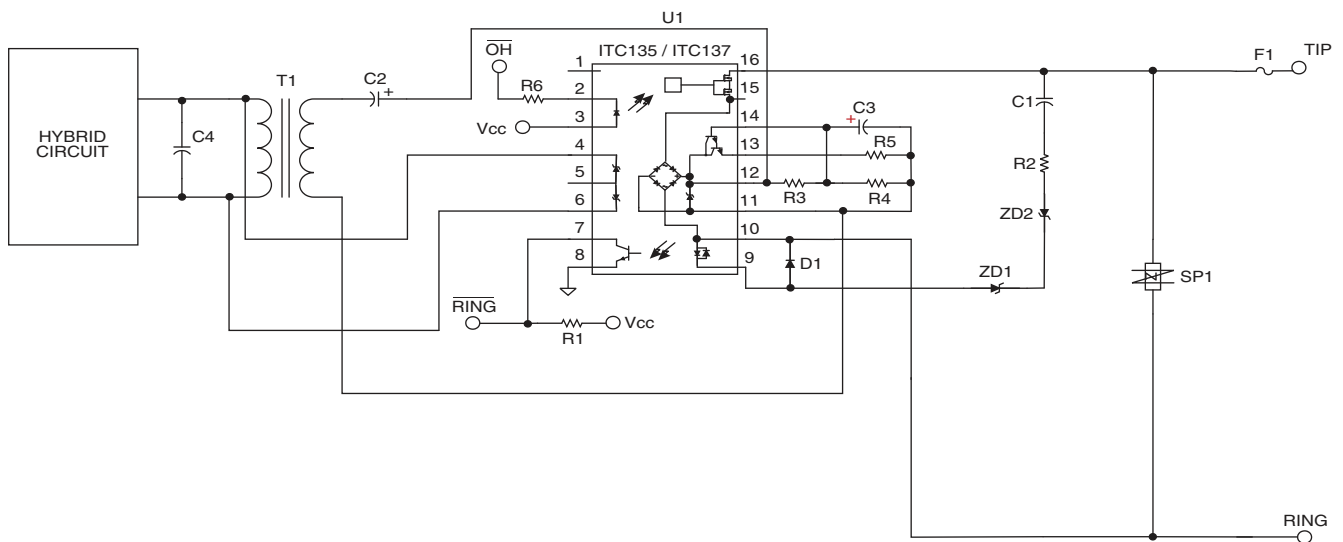 U1
ITC135 / ITC137
OH
F1
TIP
T1
C2
+
1
16
R6
2
15
C1
HYBRID
CIRCUIT
C4
Vcc
3
14
+
C3
4
13
R5
R2
5
12
R3
R4
6
11
ZD2
7
10
8
9
D1
ZD1
SP1
RING
R1
Vcc
RING